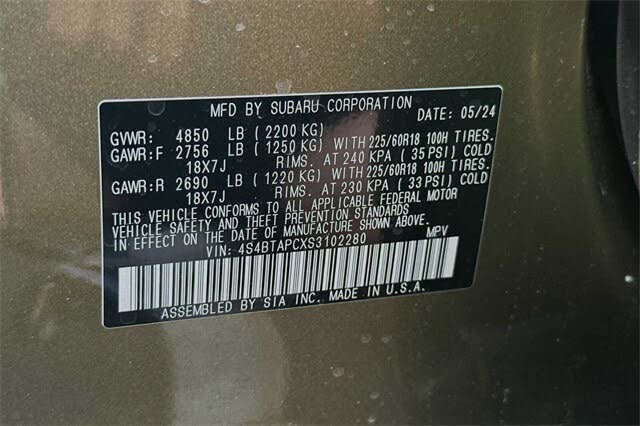 MFD BY SUBARU CORPORATION DATE: 05/24
GVWR: 4850 LB (2200 KG)
GAWR:F 2756 LB (1250 KG) WITH 225/60R18 100H TIRES.
18X7J RIMS. AT 240 KPA (35 PSI) COLD
GAWR:R 2690 LB (1220 KG) WITH 225/60R18 100H TIRES.
18X7J RIMS. AT 230 KPA (33 PSI) COLD
THIS VEHICLE CONFORMS TO ALL APPLICABLE FEDERAL MOTOR
VEHICLE SAFETY AND THEFT PREVENTION STANDARDS
IN EFFECT ON THE DATE OF MANUFACTURE SHOWN ABOVE.
VIN: 4S4BTAPCXS3102280 MPV
ASSEMBLED BY SIA INC. MADE IN U.S.A.